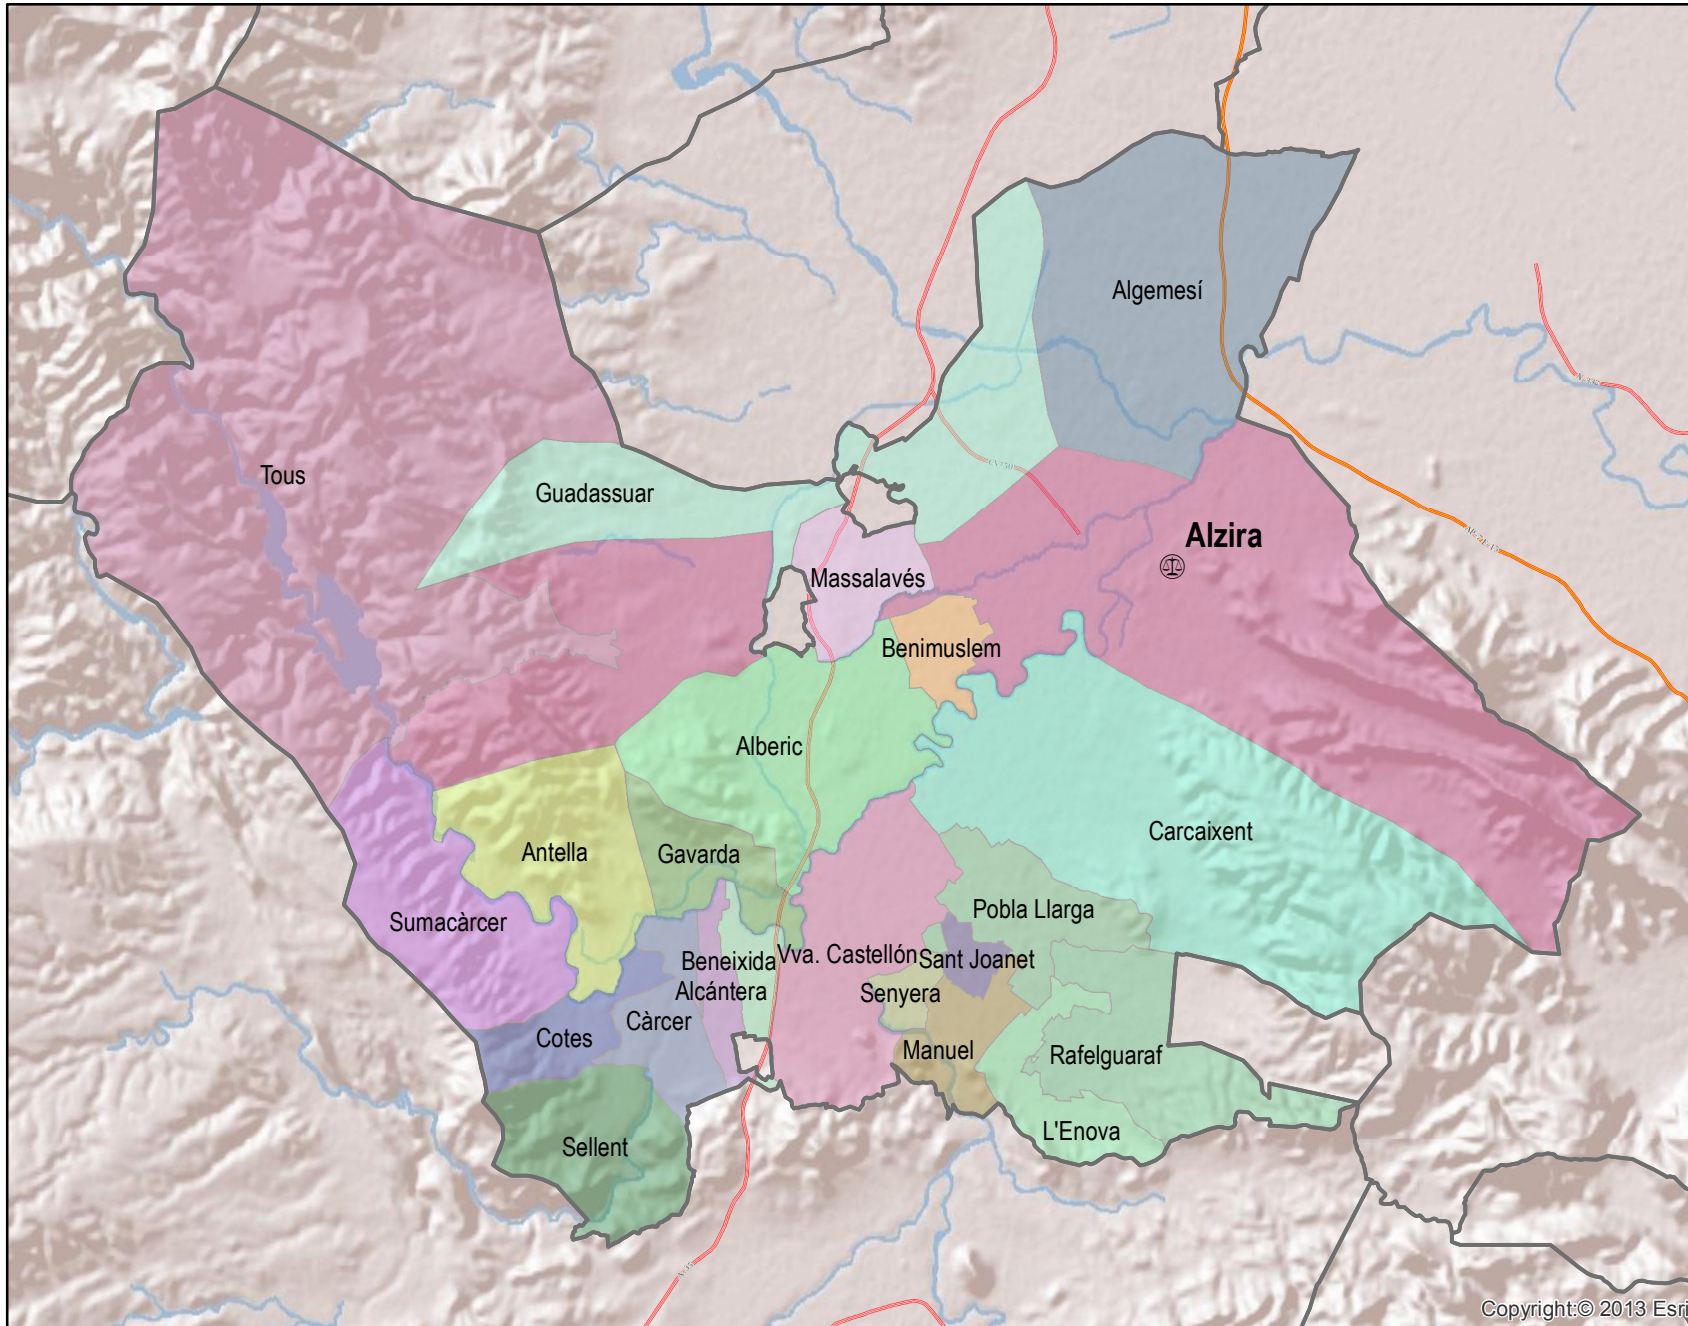 Algemesí
Tous
Guadassuar
Alzira
Massalavés
Benimuslem
Alberic
Carcaixent
Antella
Gavarda
Pobla Llarga
Sumacàrcer
Vva. Castellón
Sant Joanet
Beneixida
Alcántera
Senyera
Càrcer
Cotes
Manuel
Rafelguaraf
L'Enova
Sellent
Copyright:© 2013 Esri